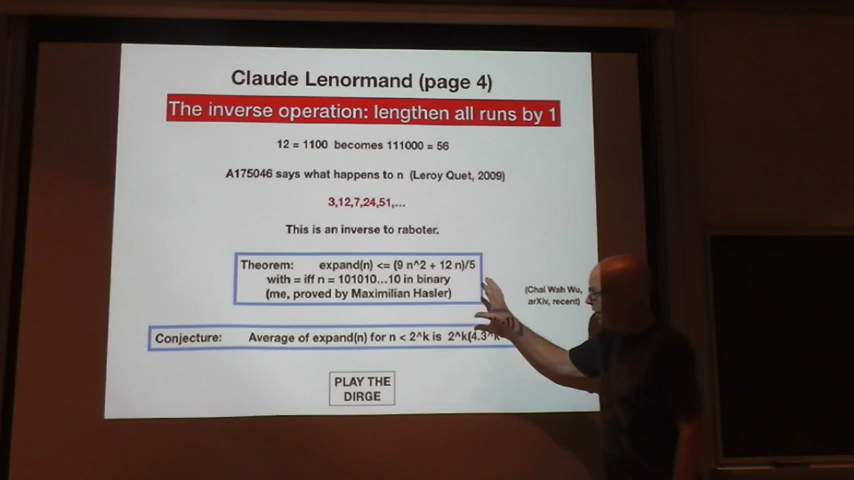 Claude Lenormand (page 4)
The inverse operation: lengthen all runs by 1
12 = 1100 becomes 111000 = 56
A175046 says what happens to n (Leroy Quet, 2009)
3,12,7,24,51,...
This is an inverse to raboter.
Theorem: expand(n) <= (9 n^2 + 12 n)/5
with = iff n = 101010...10 in binary
(me, proved by Maximilian Hasler)
(Chai Wah Wu,
arXiv, recent)
Conjecture: Average of expand(n) for n < 2^k is 2^k(4.3^
PLAY THE
DIRGE